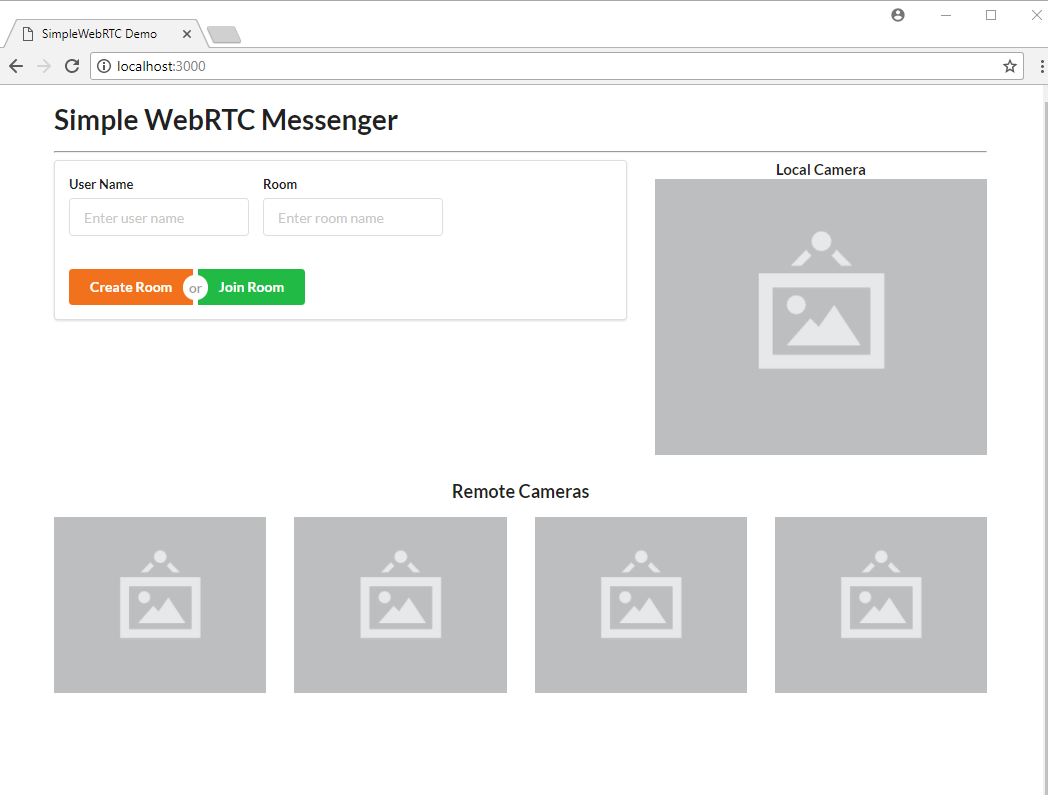 SimpleWebRTC Demo
localhost:3000
Simple WebRTC Messenger
User Name
Room
Local Camera
Enter user name
Enter room name
Create Room or Join Room
Remote Cameras